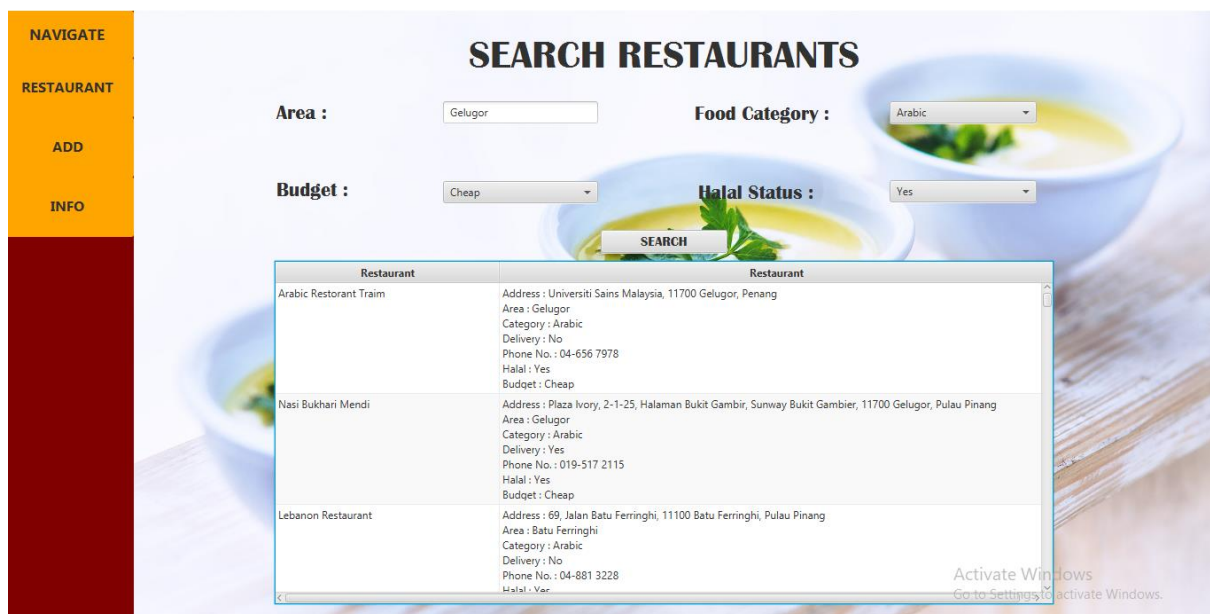 NAVIGATE
RESTAURANT
ADD
INFO
SEARCH RESTAURANTS
Area :
Gelugor
Food Category :
Arabic
Budget :
Cheap
Halal Status :
Yes
SEARCH
Restaurant
Restaurant
Arabic Restorant Traim
Address : Universiti Sains Malaysia, 11700 Gelugor, Penang
Area : Gelugor
Category : Arabic
Delivery : No
Phone No. : 04-656 7978
Halal : Yes
Budget : Cheap
Nasi Bukhari Mendi
Address : Plaza Ivory, 2-1-25, Halaman Bukit Gambir, Sunway Bukit Gambier, 11700 Gelugor, Pulau Pinang
Area : Gelugor
Category : Arabic
Delivery : Yes
Phone No. : 019-517 2115
Halal : Yes
Budget : Cheap
Lebanon Restaurant
Address : 69, Jalan Batu Ferringhi, 11100 Batu Ferringhi, Pulau Pinang
Area : Batu Ferringhi
Category : Arabic
Delivery : No
Phone No. : 04-881 3228
Halal : Yes
Activate Windows
Go to Settings to activate Windows.